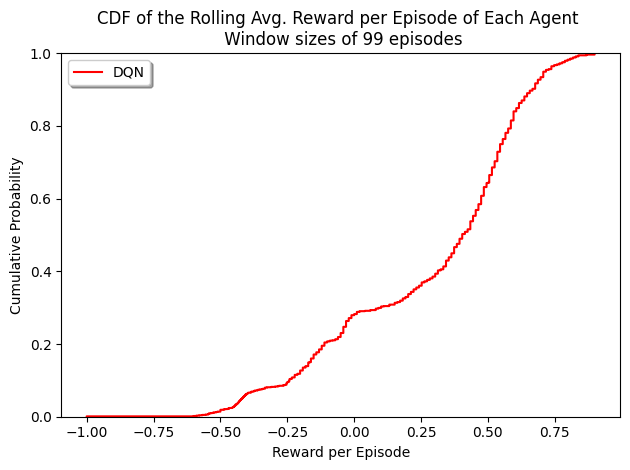 CDF of the Rolling Avg. Reward per Episode of Each Agent
Window sizes of 99 episodes
DQN
Cumulative Probability
1.0
0.8
0.6
0.4
0.2
0.0
−1.00 −0.75 −0.50 −0.25 0.00 0.25 0.50 0.75
Reward per Episode